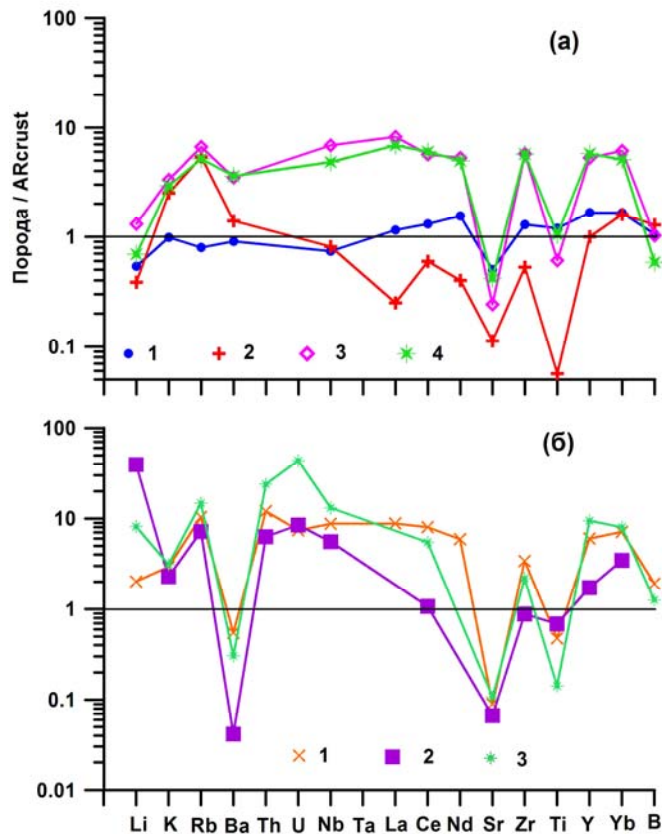 100
(а)
10
1
0.1
Порода / ARcrust
1 2 3 4
100
(б)
10
1
0.1
0.01
1 2 3
Li K Rb Ba Th U Nb Ta La Ce Nd Sr Zr Ti Y Yb B